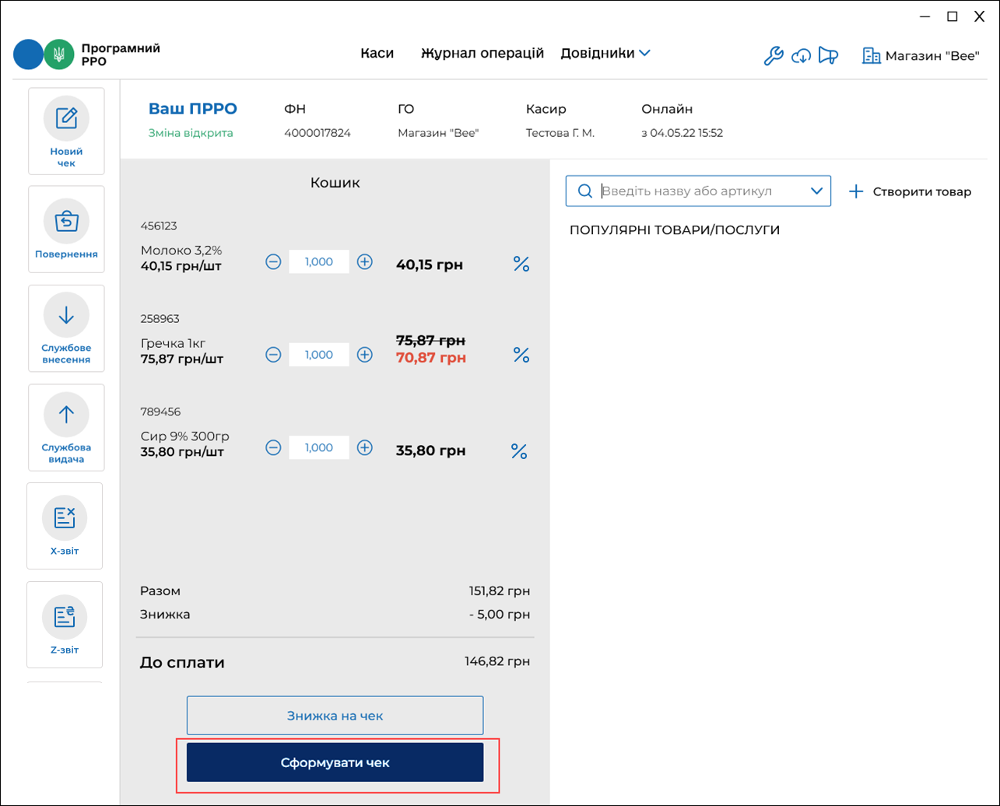 Програмний
РРО
Каси
Журнал операцій
Довідники
Магазин "Bee"
Новий
чек
Повернення
Службове
внесення
Службова
видача
X-звіт
Z-звіт
Ваш ПРРО
Зміна відкрита
ФН
4000017824
ГО
Магазин "Bee"
Касир
Тестова Г. М.
Онлайн
з 04.05.22 15:52
Кошик
456123
Молоко 3,2%
40,15 грн/шт
1,000
40,15 грн
258963
Гречка 1кг
75,87 грн/шт
1,000
75,87 грн
70,87 грн
789456
Сир 9% 300гр
35,80 грн/шт
1,000
35,80 грн
Разом 151,82 грн
Знижка - 5,00 грн
До сплати 146,82 грн
Знижка на чек
Сформувати чек
Введіть назву або артикул
Створити товар
ПОПУЛЯРНІ ТОВАРИ/ПОСЛУГИ